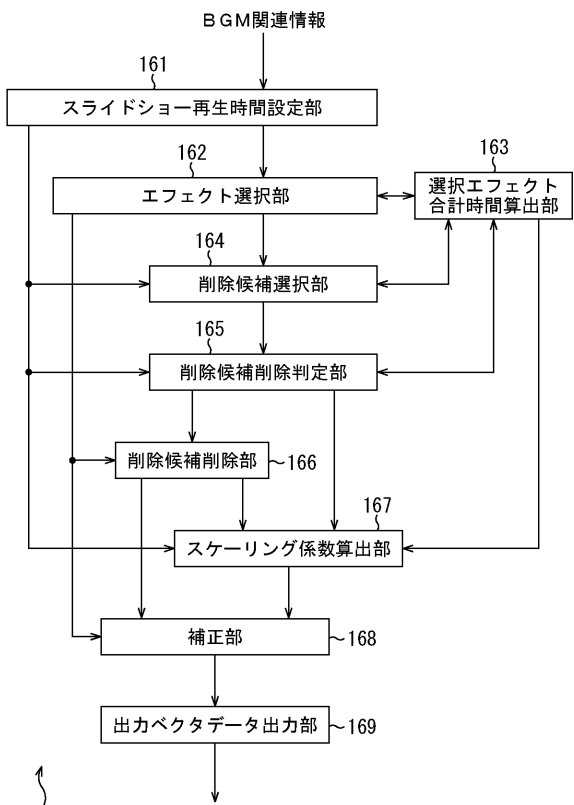 BGM関連情報
161
スライドショー再生時間設定部
162
エフェクト選択部
163
選択エフェクト
合計時間算出部
164
削除候補選択部
165
削除候補削除判定部
削除候補削除部
166
167
スケーリング係数算出部
補正部
168
出力ベクタデータ出力部
169